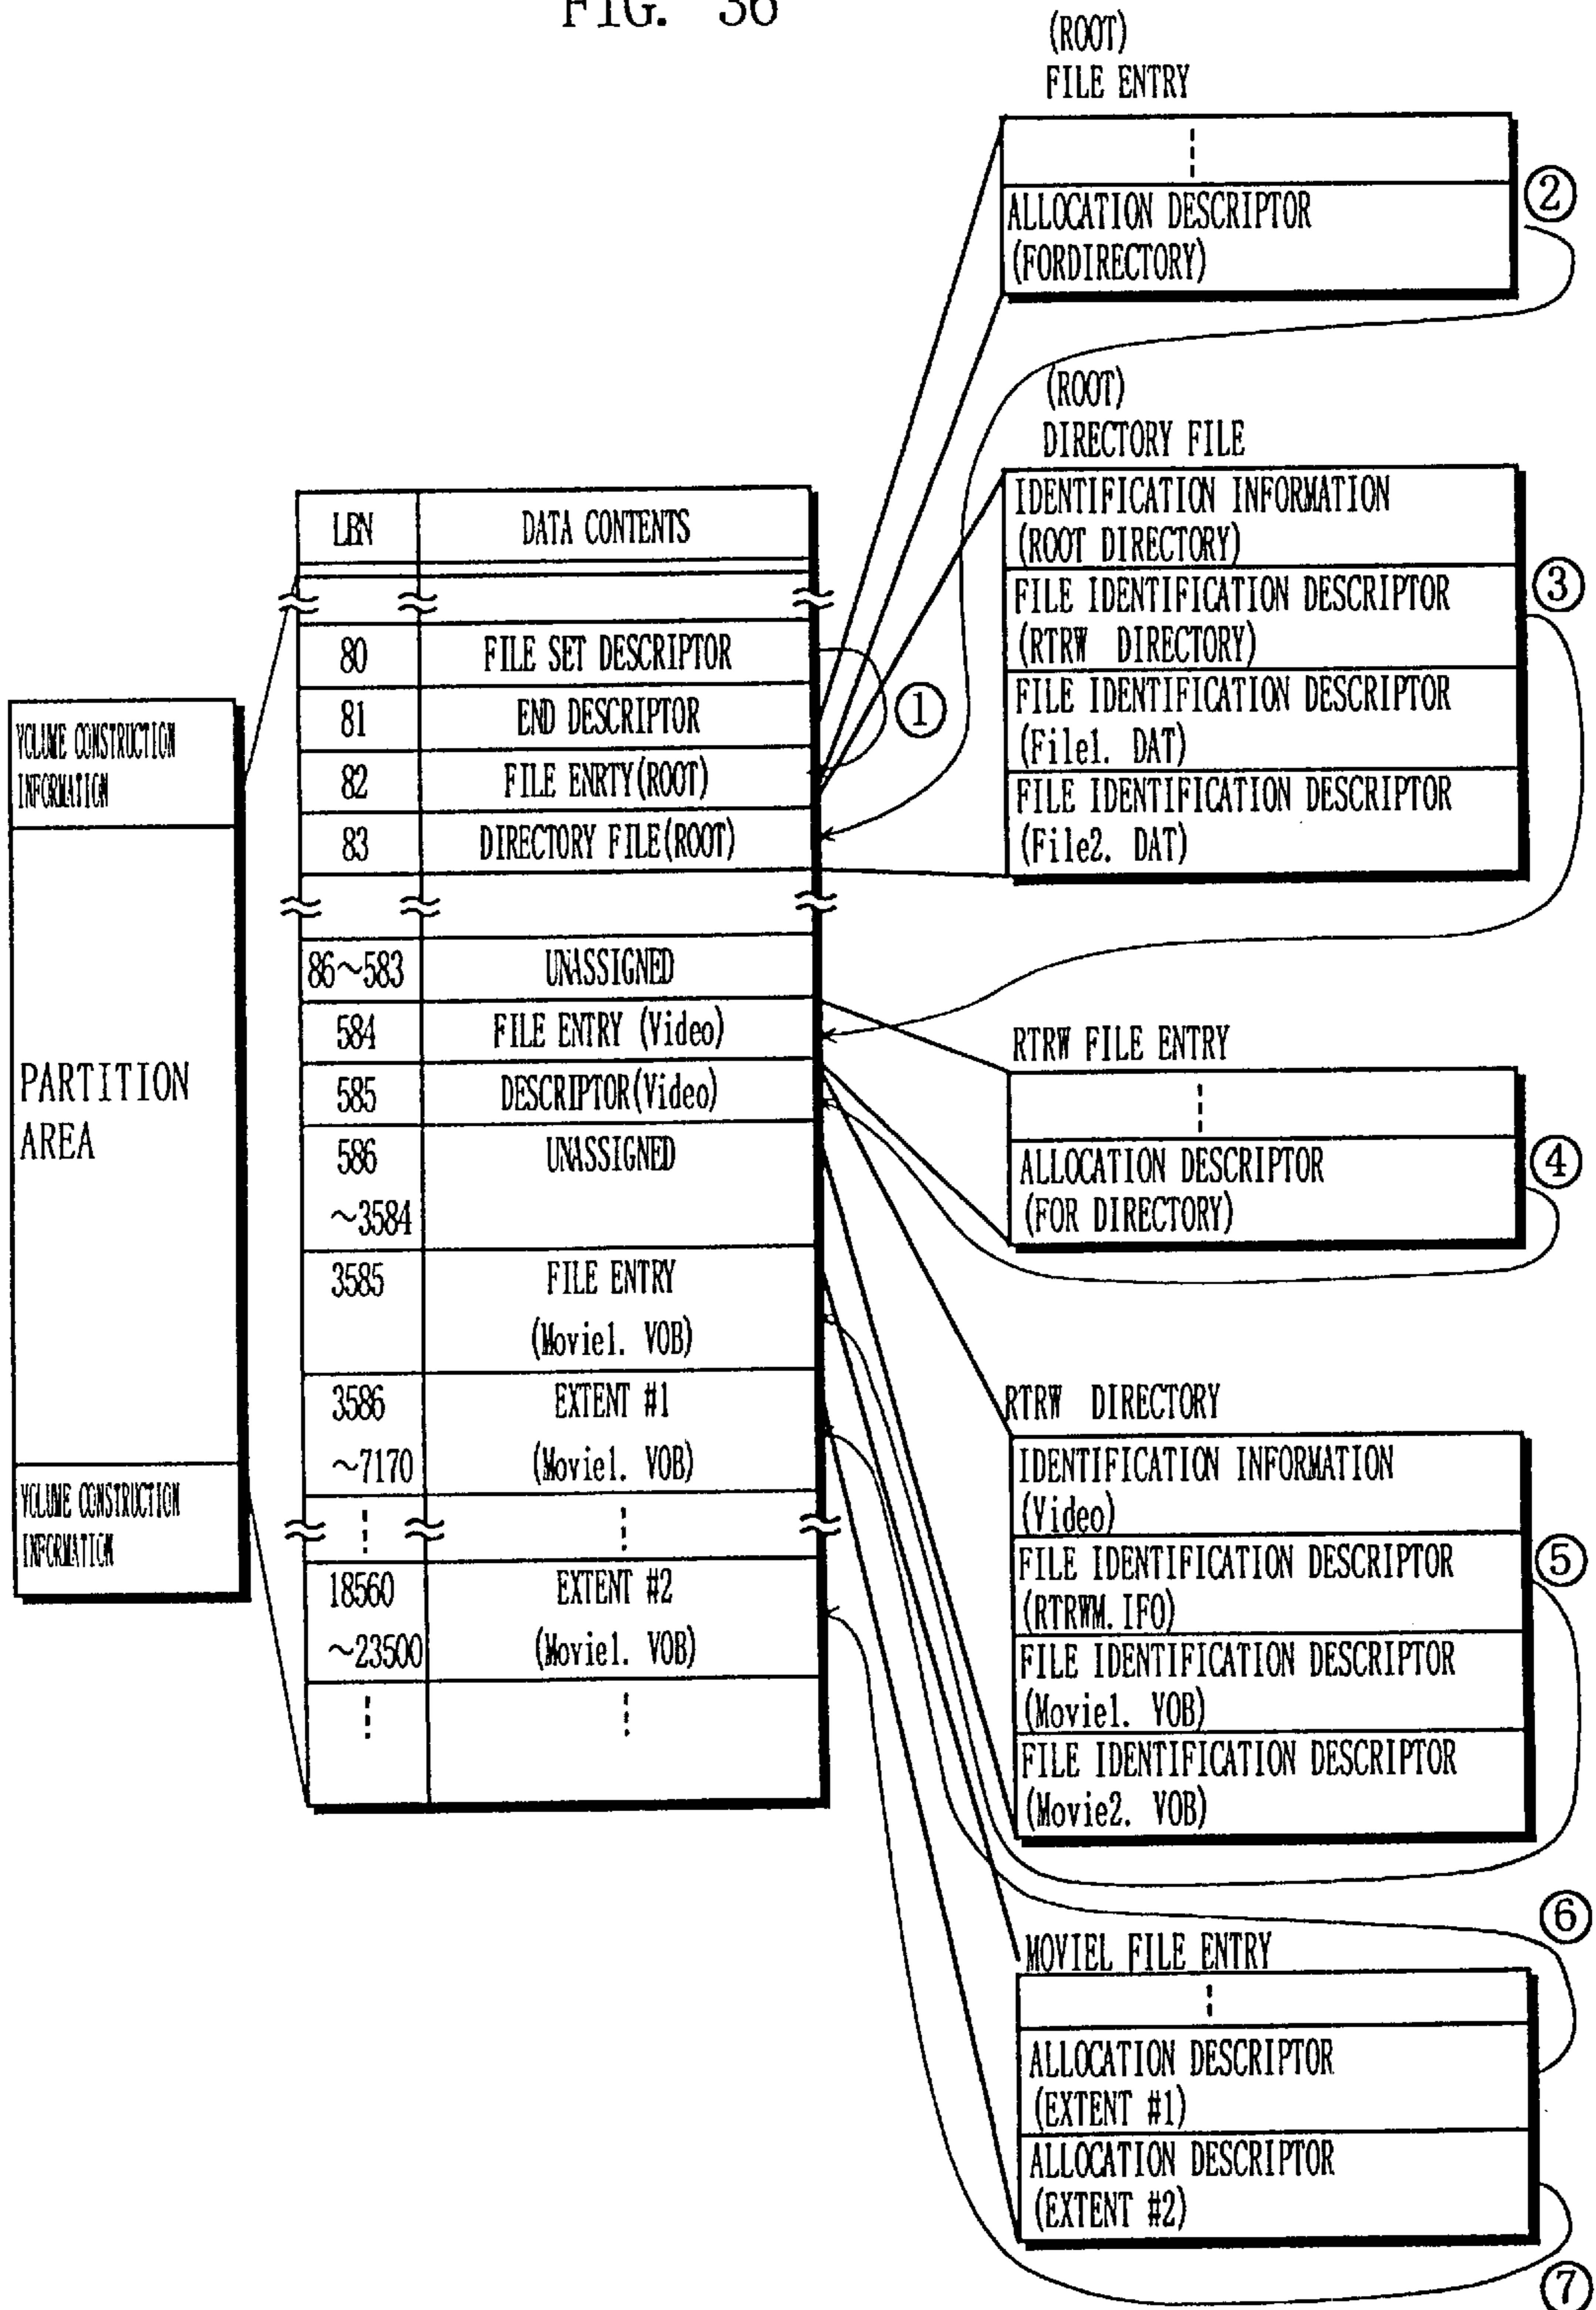 FIG. 36
(ROOT)
FILE ENTRY
ALLOCATION DESCRIPTOR
(FORDIRECTORY)
②
(ROOT)
DIRECTORY FILE
IDENTIFICATION INFORMATION
(ROOT DIRECTORY)
FILE IDENTIFICATION DESCRIPTOR
(RTRW DIRECTORY)
③
FILE IDENTIFICATION DESCRIPTOR
(File1. DAT)
FILE IDENTIFICATION DESCRIPTOR
(File2. DAT)
VOLUME CONSTRUCTION
INFORMATION
PARTITION
AREA
VOLUME CONSTRUCTION
INFORMATION
LBN DATA CONTENTS
80 FILE SET DESCRIPTOR
①
81 END DESCRIPTOR
82 FILE ENRTY(ROOT)
83 DIRECTORY FILE(ROOT)
86~583 UNASSIGNED
584 FILE ENTRY (Video)
585 DESCRIPTOR(Video)
586 UNASSIGNED
~3584
3585 FILE ENTRY
(Movie1. VOB)
3586 EXTENT #1
~7170 (Movie1. VOB)
18560 EXTENT #2
~23500 (Movie1. VOB)
RTRW FILE ENTRY
ALLOCATION DESCRIPTOR
(FOR DIRECTORY)
④
RTRW DIRECTORY
IDENTIFICATION INFORMATION
(Video)
FILE IDENTIFICATION DESCRIPTOR
(RTRWM. IFO)
⑤
FILE IDENTIFICATION DESCRIPTOR
(Movie1. VOB)
FILE IDENTIFICATION DESCRIPTOR
(Movie2. VOB)
⑥
MOVIEL FILE ENTRY
ALLOCATION DESCRIPTOR
(EXTENT #1)
ALLOCATION DESCRIPTOR
(EXTENT #2)
⑦